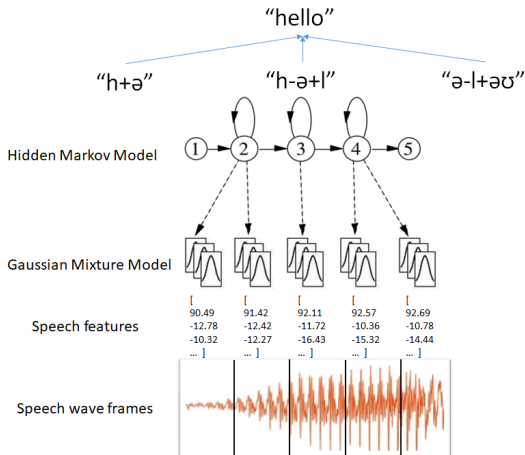 “hello”
“h+ə” “h-ə+l” “ə-l+əʊ”
Hidden Markov Model 1 2 3 4 5
Gaussian Mixture Model
[ [ [ [ [
90.49 91.42 92.11 92.57 92.69
Speech features -12.78 -12.42 -11.72 -10.36 -10.78
-10.32 -12.27 -16.43 -15.32 -14.44
... ] ... ] ... ] ... ] ... ]
Speech wave frames